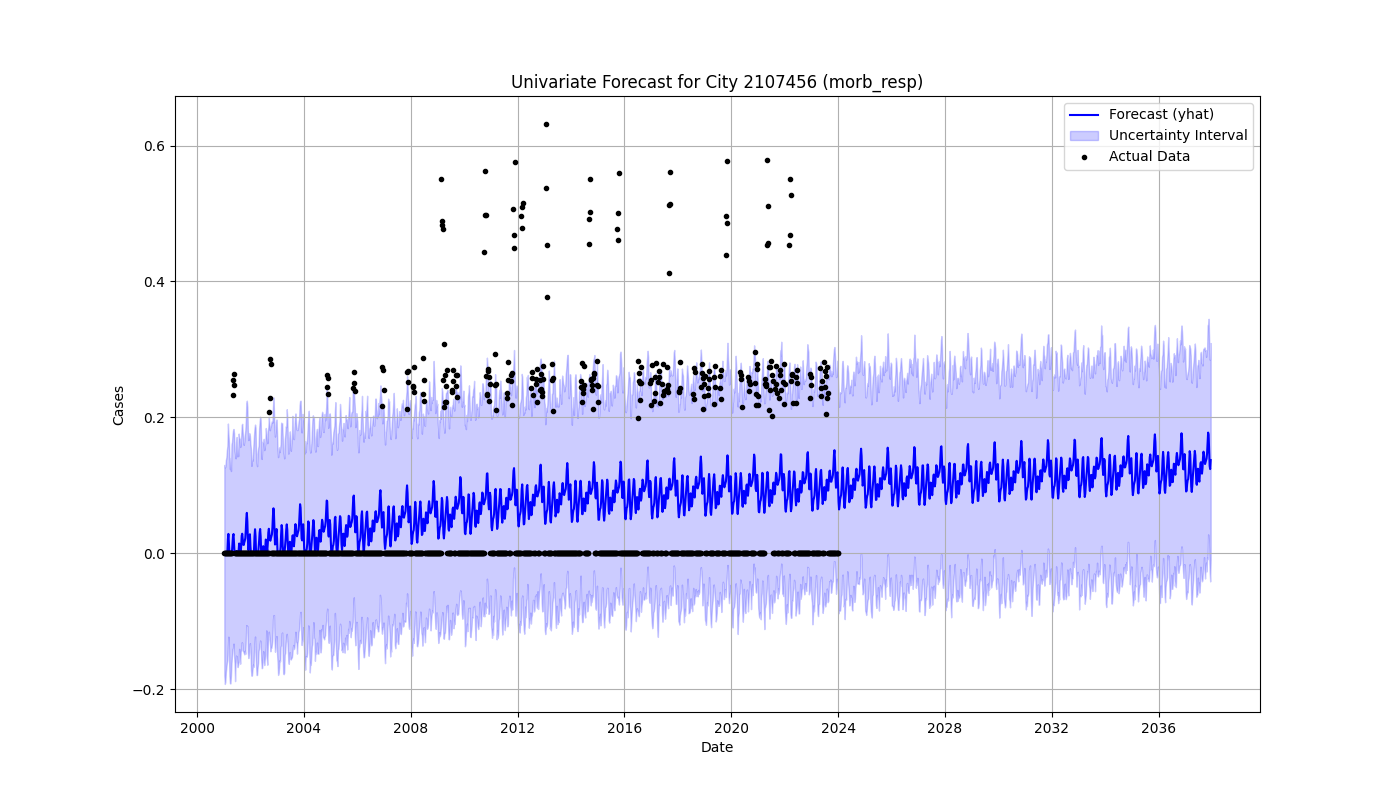 Univariate Forecast for City 2107456 (morb_resp)
Forecast (yhat)
Uncertainty Interval
Actual Data
Cases
0.6
0.4
0.2
0.0
−0.2
2000 2004 2008 2012 2016 2020 2024 2028 2032 2036
Date